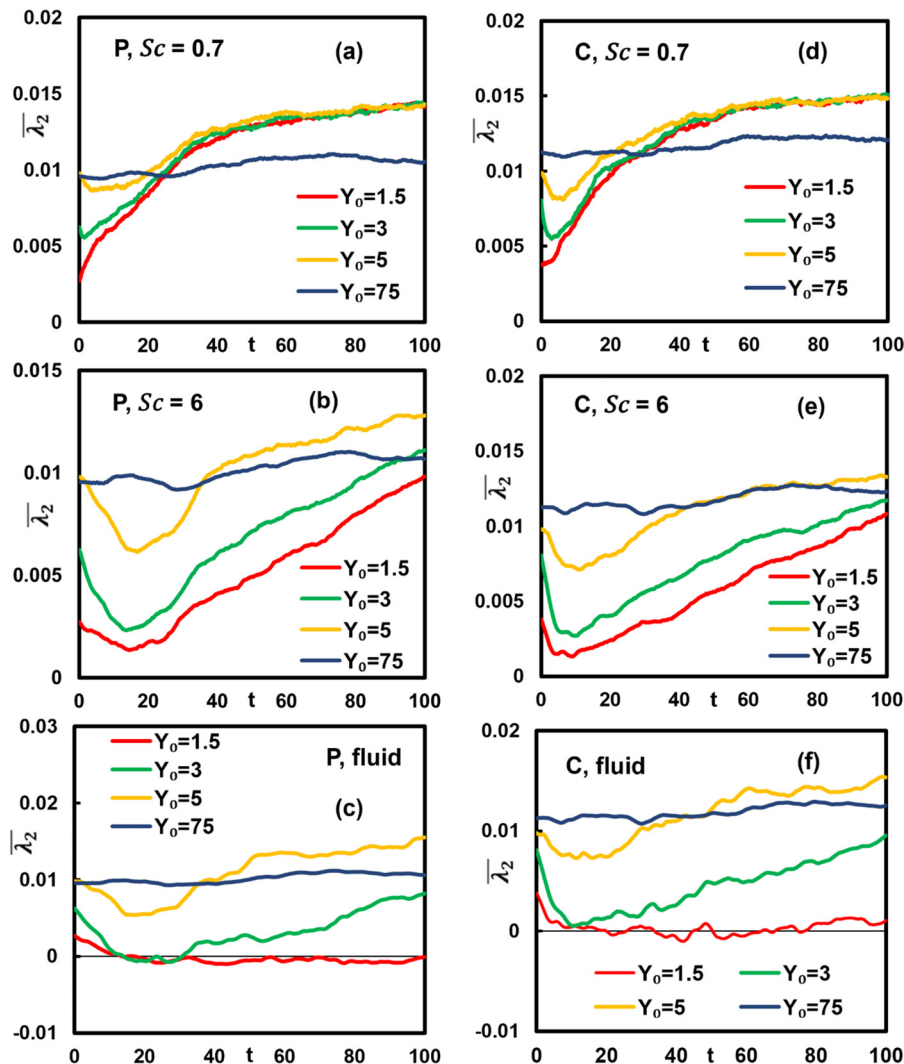 0.02
P, Sc = 0.7
(a)
0.015
λ₂
0.01
0.005
0
Y₀=1.5
Y₀=3
Y₀=5
Y₀=75
0 20 40 t 60 80 100
0.02
C, Sc = 0.7
(d)
0.015
λ₂
0.01
0.005
0
Y₀=1.5
Y₀=3
Y₀=5
Y₀=75
0 20 40 t 60 80 100
0.015
P, Sc = 6
(b)
0.01
λ₂
0.005
0
Y₀=1.5
Y₀=3
Y₀=5
Y₀=75
0 20 40 t 60 80 100
0.02
C, Sc = 6
(e)
0.015
λ₂
0.01
0.005
0
Y₀=1.5
Y₀=3
Y₀=5
Y₀=75
0 20 40 t 60 80 100
0.03
Y₀=1.5
Y₀=3
Y₀=5
Y₀=75
P, fluid
(c)
0.02
λ₂
0.01
0
-0.01
0 20 40 t 60 80 100
0.02
C, fluid
(f)
0.01
λ₂
0
Y₀=1.5 Y₀=3
Y₀=5 Y₀=75
-0.01
0 20 40 t 60 80 100